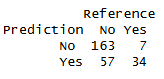 Reference
Prediction No Yes
No 163 7
Yes 57 34